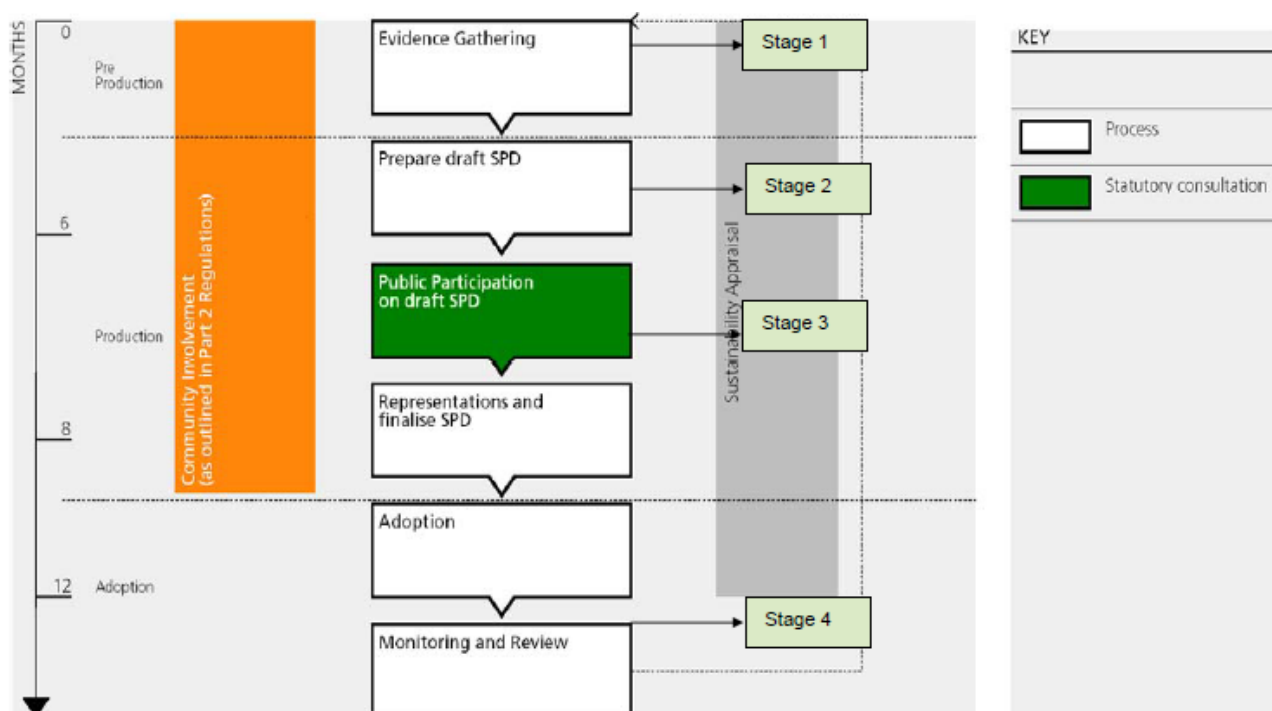 MONTHS
0
Pre
Production
6
Production
8
12
Adoption
Community Involvement
(as outlined in Part 2 Regulations)
Evidence Gathering
Prepare draft SPD
Public Participation
on draft SPD
Representations and
finalise SPD
Adoption
Monitoring and Review
Sustainability Appraisal
Stage 1
Stage 2
Stage 3
Stage 4
KEY
Process
Statutory consultation